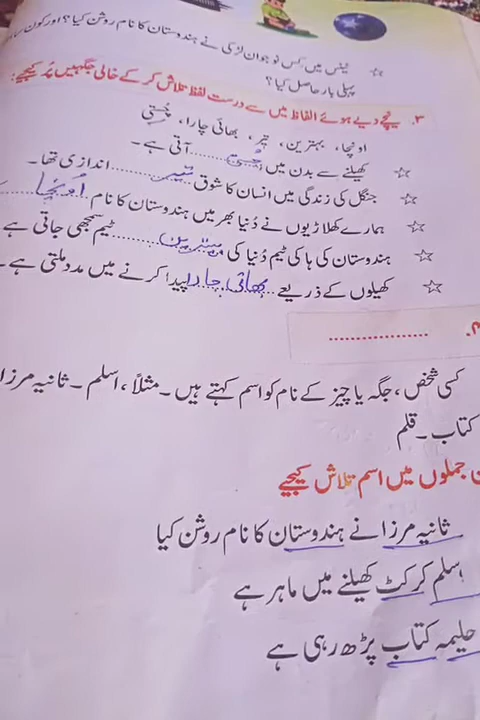 ☆ ٹینس میں کس نوجوان لڑکی نے ہندوستان کا نام روشن کیا؟ اور کون سا
پہلی بار حاصل کیا؟
۳. نیچے دیے ہوئے الفاظ میں سے درست لفظ تلاش کر کے خالی جگہیں پُر کیجیے:
اونچا، بہترین، تیر، بھائی چارا، چُستی
☆ کھیلنے سے بدن میں چستی آتی ہے۔
☆ جنگل کی زندگی میں انسان کا شوق تیر اندازی تھا۔
☆ ہمارے کھلاڑیوں نے دُنیا بھر میں ہندوستان کا نام اونچا
☆ ہندوستان کی ہاکی ٹیم دُنیا کی بہترین ٹیم سمجھی جاتی ہے
☆ کھیلوں کے ذریعے بھائی چارا پیدا کرنے میں مدد ملتی ہے۔
۴. ..................
کسی شخص، جگہ یا چیز کے نام کو اسم کہتے ہیں۔ مثلاً، اسلم۔ ثانیہ مرزا
کتاب۔ قلم
جملوں میں اسم تلاش کیجیے
ثانیہ مرزا نے ہندوستان کا نام روشن کیا
اسلم کرکٹ کھیلنے میں ماہر ہے
حلیمہ کتاب پڑھ رہی ہے